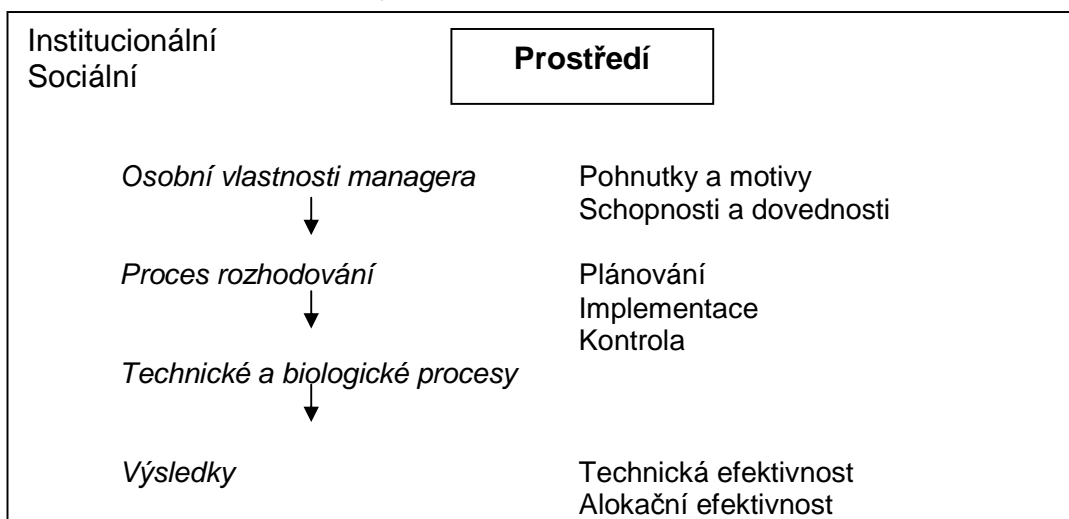 Institucionální
Sociální
Prostředí
Osobní vlastnosti managera
Pohnutky a motivy
Schopnosti a dovednosti
Proces rozhodování
Plánování
Implementace
Kontrola
Technické a biologické procesy
Výsledky
Technická efektivnost
Alokační efektivnost